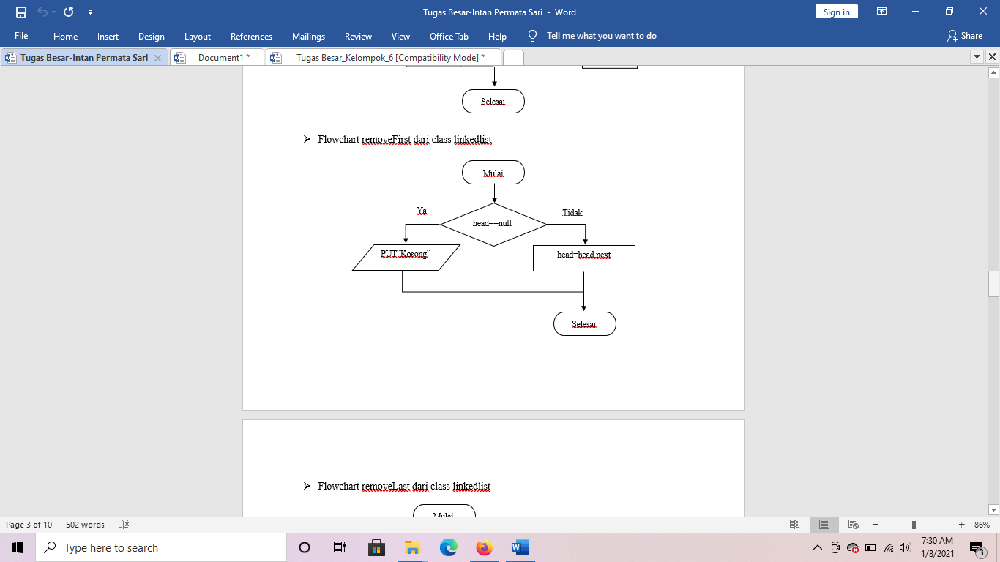 Tugas Besar-Intan Permata Sari - Word
Sign in
File Home Insert Design Layout References Mailings Review View Office Tab Help Tell me what you want to do Share
Tugas Besar-Intan Permata Sari Document1 * Tugas Besar_Kelompok_6 [Compatibility Mode] *
Selesai
Flowchart removeFirst dari class linkedlist
Mulai
Ya
head==null
Tidak
PUT"Kosong"
head=head.next
Selesai
Flowchart removeLast dari class linkedlist
Mulai
Page 3 of 10 502 words 86%
Type here to search
7:30 AM
1/8/2021
3